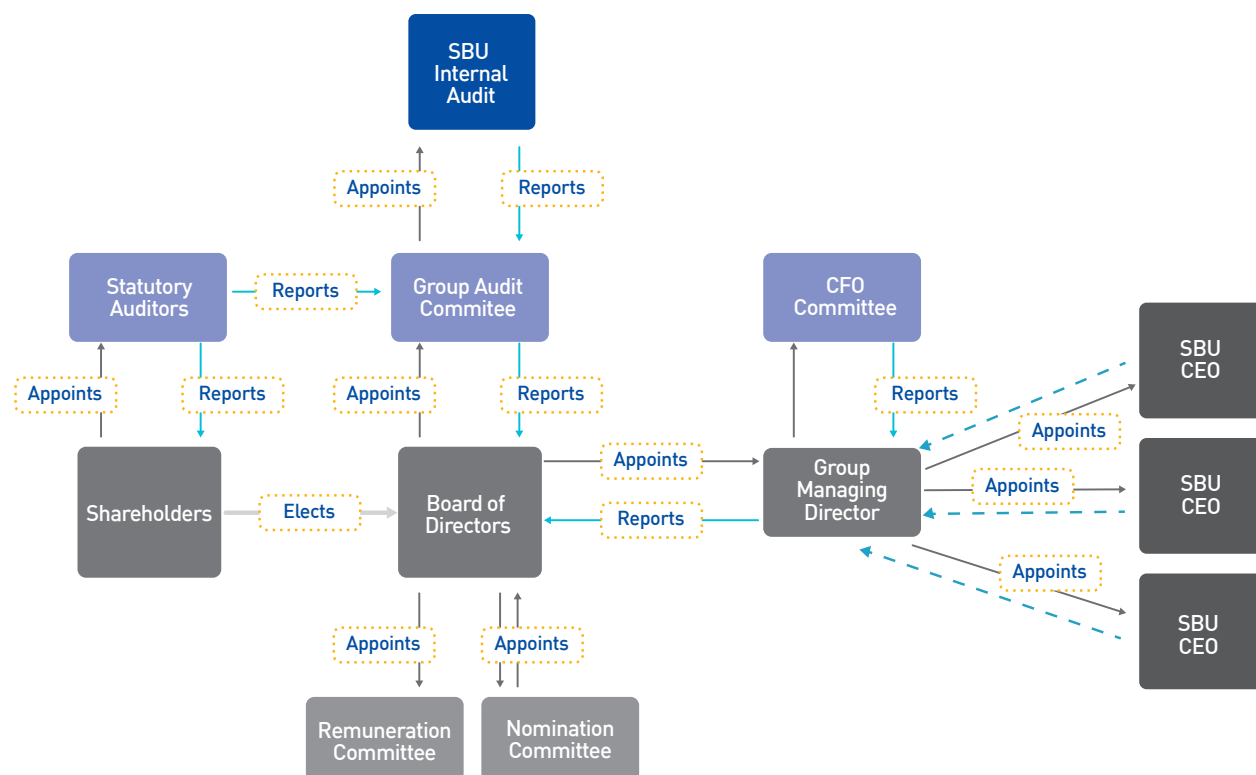 SBU
Internal
Audit
Appoints
Reports
Statutory
Auditors
Reports
Group Audit
Commitee
CFO
Committee
SBU
CEO
Appoints
Reports
Appoints
Reports
Reports
Appoints
Shareholders
Elects
Board of
Directors
Appoints
Reports
Group
Managing
Director
Appoints
SBU
CEO
Appoints
SBU
CEO
Appoints
Appoints
Remuneration
Committee
Nomination
Committee